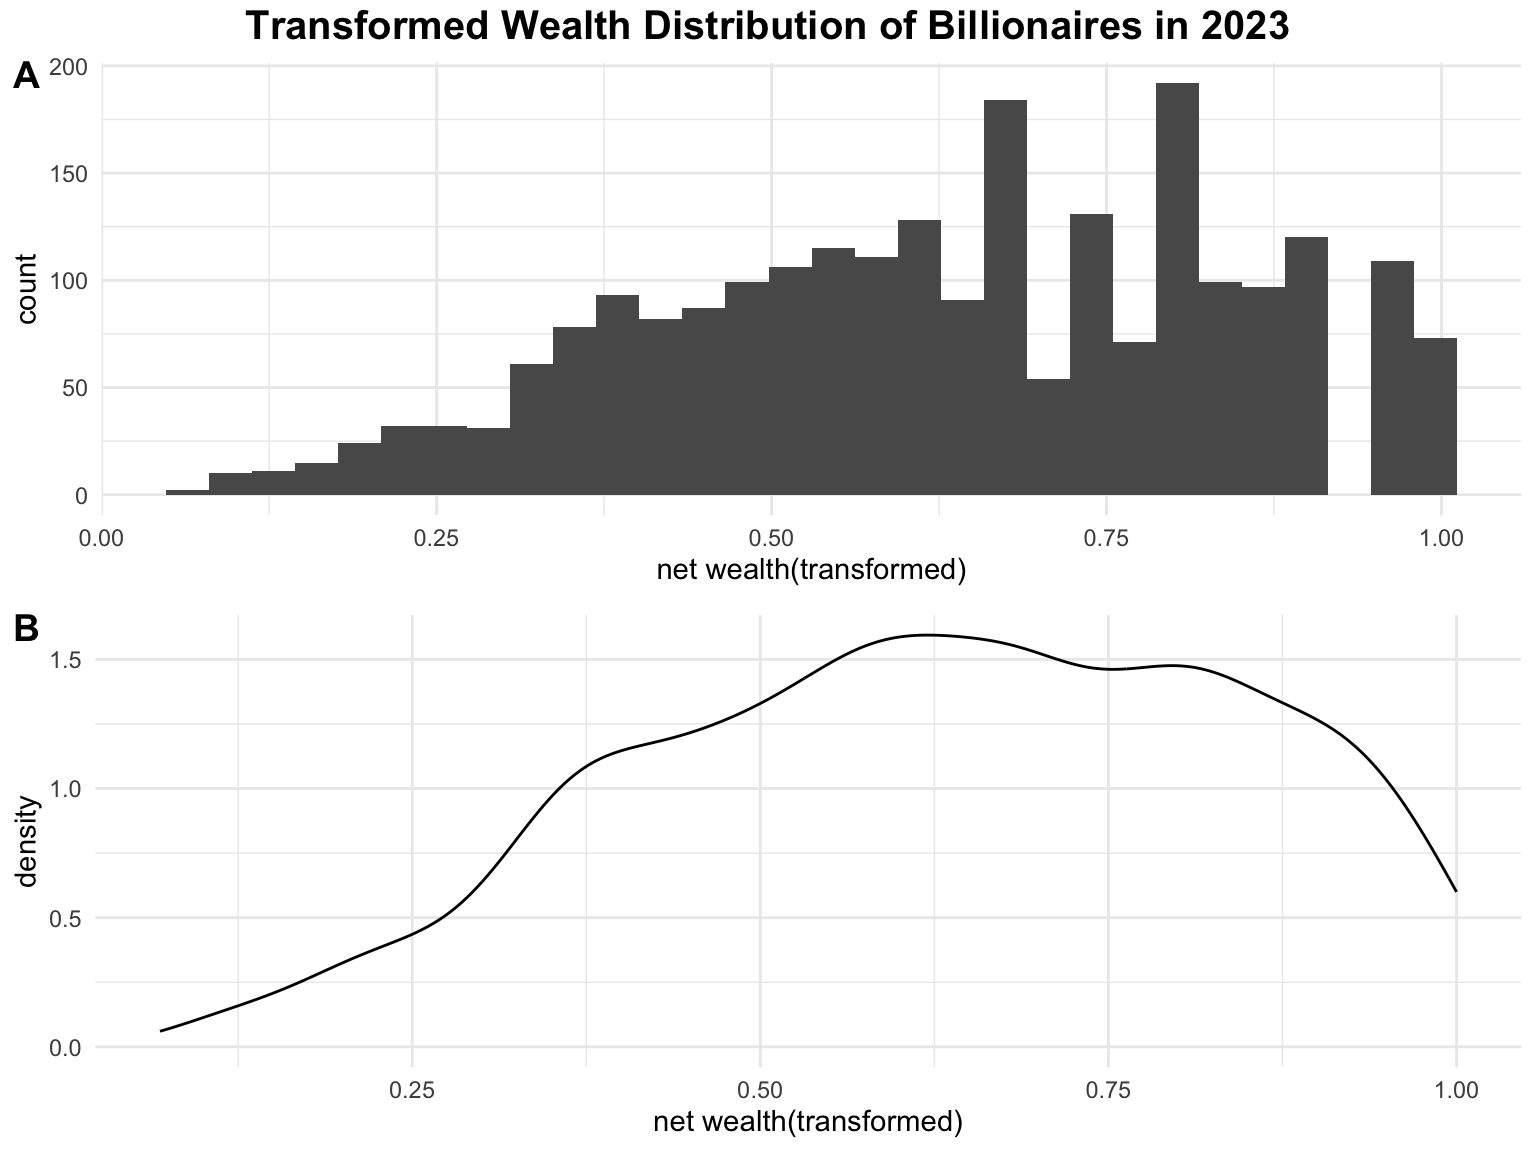 Transformed Wealth Distribution of Billionaires in 2023
A
200
150
100
50
0
count
0.00 0.25 0.50 0.75 1.00
net wealth(transformed)
B
1.5
1.0
0.5
0.0
density
0.25 0.50 0.75 1.00
net wealth(transformed)